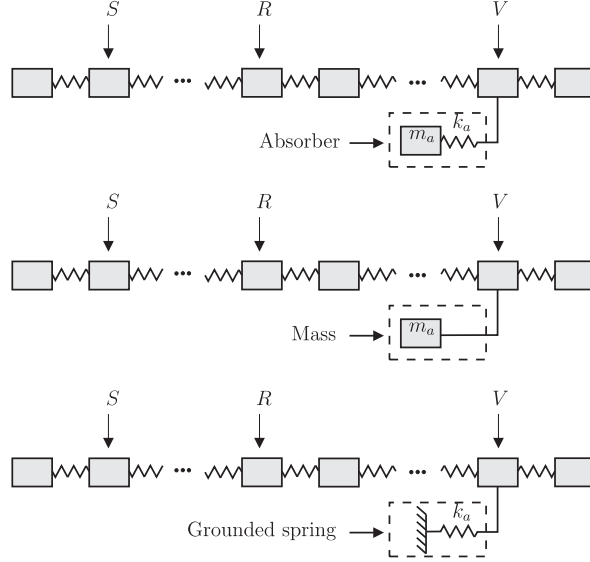 S R V
k_a
m_a
Absorber
S R V
m_a
Mass
S R V
k_a
Grounded spring